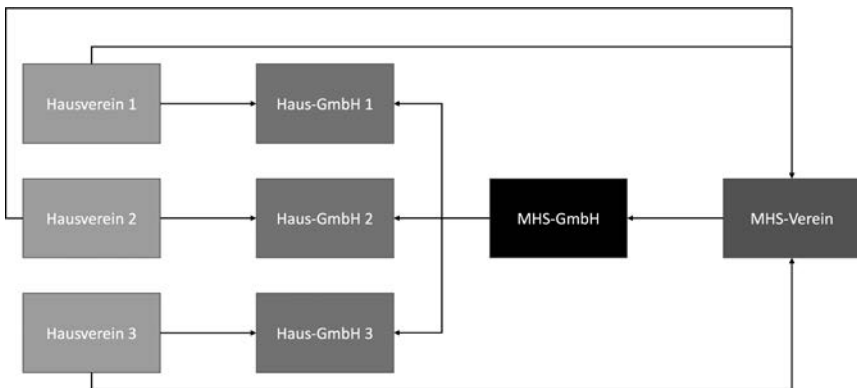 Hausverein 1
Haus-GmbH 1
Hausverein 2
Haus-GmbH 2
MHS-GmbH
MHS-Verein
Hausverein 3
Haus-GmbH 3